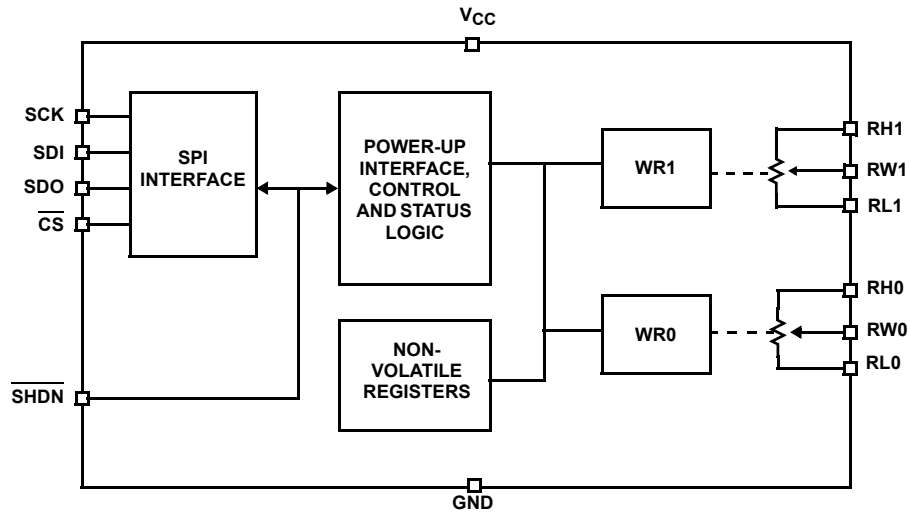 VCC
SCK
SDI
SDO
CS
SHDN
SPI
INTERFACE
POWER-UP
INTERFACE,
CONTROL
AND STATUS
LOGIC
NON-
VOLATILE
REGISTERS
WR1
WR0
RH1
RW1
RL1
RH0
RW0
RL0
GND